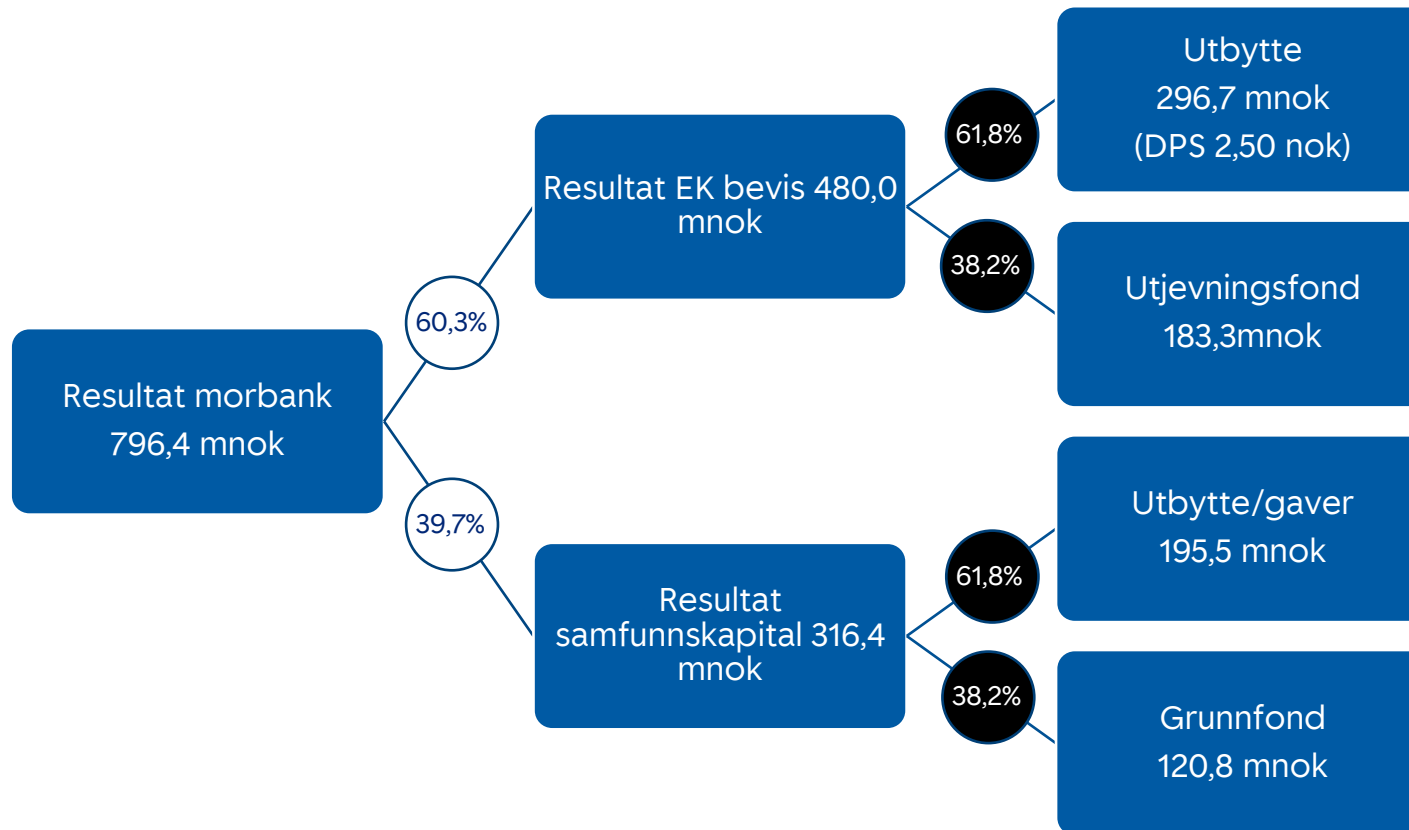 Resultat morbank
796,4 mnok
60,3%
39,7%
Resultat EK bevis 480,0
mnok
61,8%
38,2%
Utbytte
296,7 mnok
(DPS 2,50 nok)
Utjevningsfond
183,3mnok
Resultat
samfunnskapital 316,4
mnok
61,8%
38,2%
Utbytte/gaver
195,5 mnok
Grunnfond
120,8 mnok